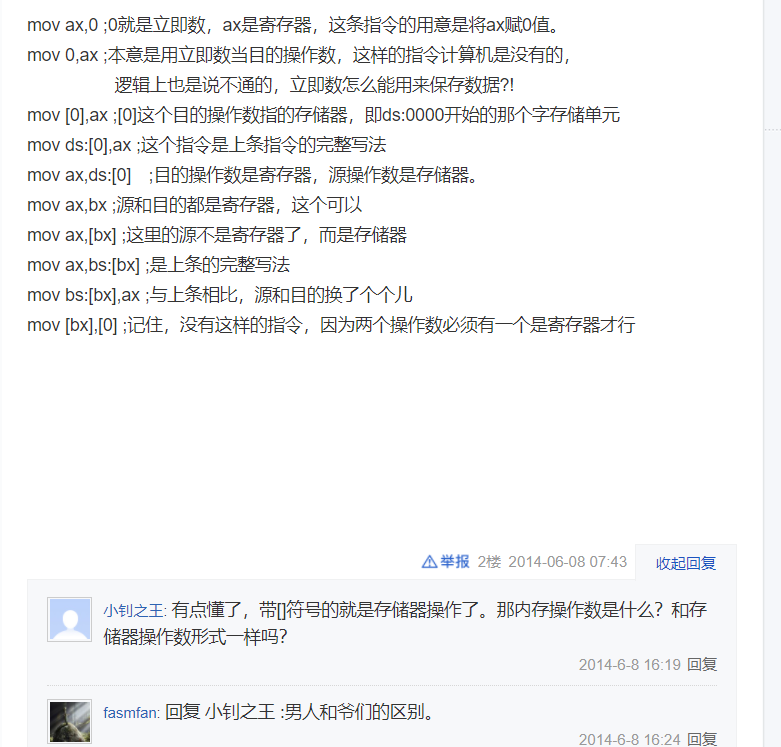 mov ax,0 ;0就是立即数，ax是寄存器，这条指令的用意是将ax赋0值。
mov 0,ax ;本意是用立即数当目的操作数，这样的指令计算机是没有的，
逻辑上也是说不通的，立即数怎么能用来保存数据?!
mov [0],ax ;[0]这个目的操作数指的存储器，即ds:0000开始的那个字存储单元
mov ds:[0],ax ;这个指令是上条指令的完整写法
mov ax,ds:[0] ;目的操作数是寄存器，源操作数是存储器。
mov ax,bx ;源和目的都是寄存器，这个可以
mov ax,[bx] ;这里的源不是寄存器了，而是存储器
mov ax,bs:[bx] ;是上条的完整写法
mov bs:[bx],ax ;与上条相比，源和目的换了个个儿
mov [bx],[0] ;记住，没有这样的指令，因为两个操作数必须有一个是寄存器才行
举报 2楼 2014-06-08 07:43 收起回复
小钊之王: 有点懂了，带[]符号的就是存储器操作了。那内存操作数是什么？和存
储器操作数形式一样吗?
2014-6-8 16:19 回复
fasmfan: 回复 小钊之王 :男人和爷们的区别。
2014-6-8 16:24 回复